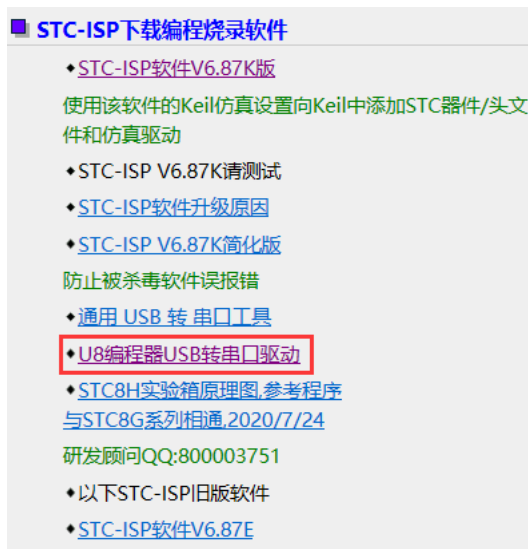 STC-ISP下载编程烧录软件
STC-ISP软件V6.87K版
使用该软件的Keil仿真设置向Keil中添加STC器件/头文
件和仿真驱动
STC-ISP V6.87K请测试
STC-ISP软件升级原因
STC-ISP V6.87K简化版
防止被杀毒软件误报错
通用 USB 转 串口工具
U8编程器USB转串口驱动
STC8H实验箱原理图,参考程序
与STC8G系列相通,2020/7/24
研发顾问QQ:800003751
以下STC-ISP旧版软件
STC-ISP软件V6.87E